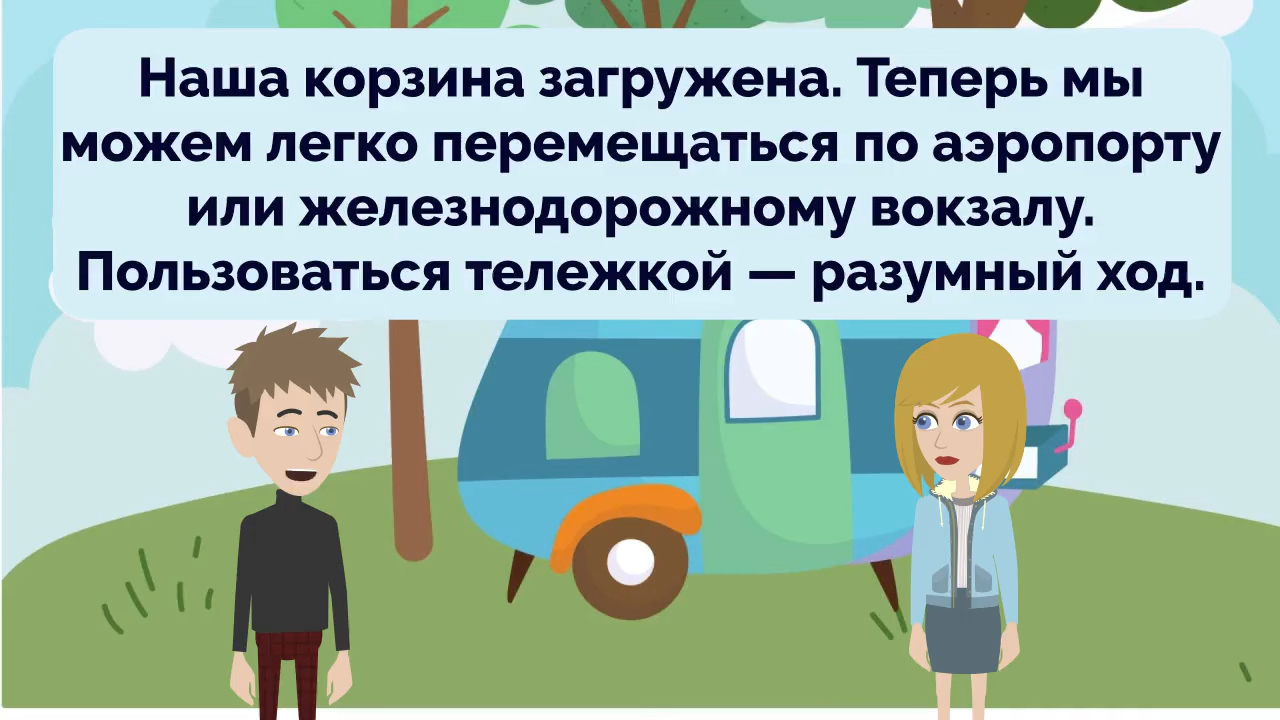 Наша корзина загружена. Теперь мы
можем легко перемещаться по аэропорту
или железнодорожному вокзалу.
Пользоваться тележкой — разумный ход.